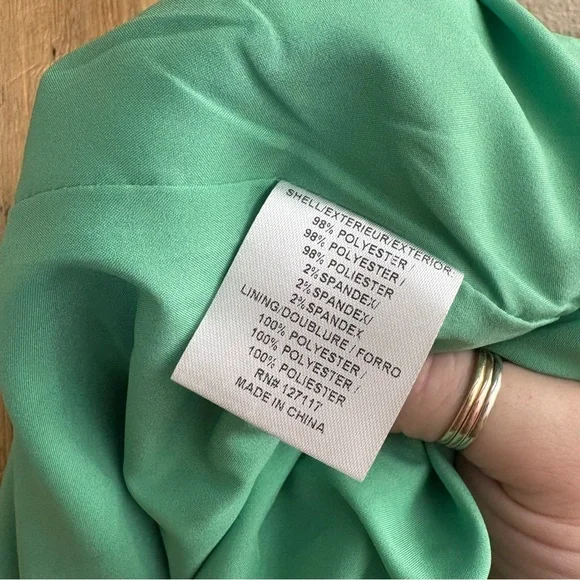 SHELL/EXTERIEUR/EXTERIOR
98% POLYESTER /
98% POLYESTER /
98% POLIESTER
2% SPANDEX/
2% SPANDEX/
2% SPANDEX
LINING/DOUBLURE / FORRO
100% POLYESTER /
100% POLYESTER /
100% POLIESTER
RN# 127117
MADE IN CHINA